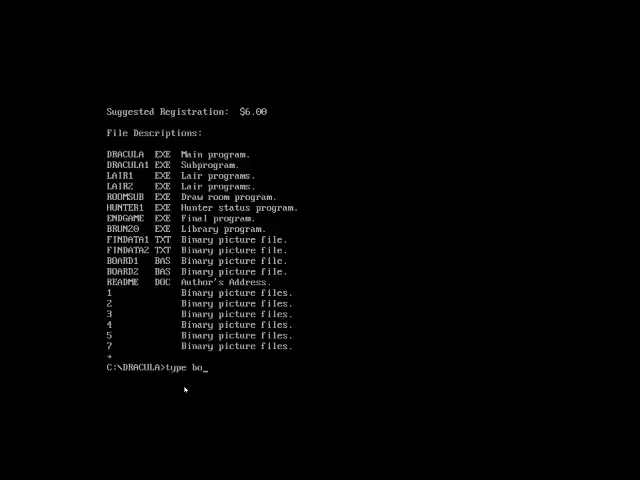 Suggested Registration:  $6.00
File Descriptions:
DRACULA  EXE  Main program.
DRACULA1 EXE  Subprogram.
LAIR1    EXE  Lair programs.
LAIR2    EXE  Lair programs.
ROOMSUB  EXE  Draw room program.
HUNTER1  EXE  Hunter status program.
ENDGAME  EXE  Final program.
BRUN20   EXE  Library program.
FINDATA1 TXT  Binary picture file.
FINDATA2 TXT  Binary picture file.
BOARD1   BAS  Binary picture file.
BOARD2   BAS  Binary picture file.
README   DOC  Author's Address.
1             Binary picture files.
2             Binary picture files.
3             Binary picture files.
4             Binary picture files.
5             Binary picture files.
7             Binary picture files.
→
C:\DRACULA>type bo_